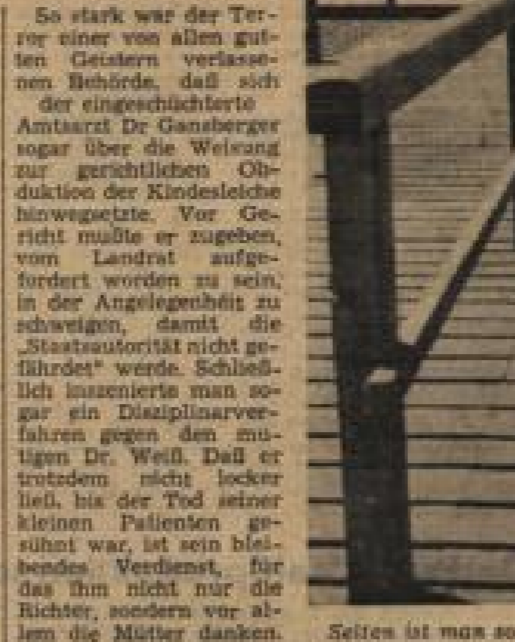 So stark war der Ter-
ror einer von allen gut-
ten Geistern verlasse-
nen Behörde, daß sich
der eingeschüchterte
Amtsarzt Dr Gansberger
sogar über die Weisung
zur gerichtlichen Ob-
duktion der Kindesleiche
hinwegsetzte. Vor Ge-
richt mußte er zugeben,
vom Landrat aufge-
fordert worden zu sein,
in der Angelegenheit zu
schweigen, damit die
„Staatsautorität nicht ge-
fährdet" werde. Schließ-
lich inszenierte man so-
gar ein Disziplinarver-
fahren gegen den mu-
tigen Dr. Weiß. Daß er
trotzdem nicht locker
ließ, bis der Tod seiner
kleinen Patienten ge-
sühnt war, ist sein blei-
bendes Verdienst, für
das ihm nicht nur die
Richter, sondern vor al-
lem die Mütter danken.
Selten ist man so